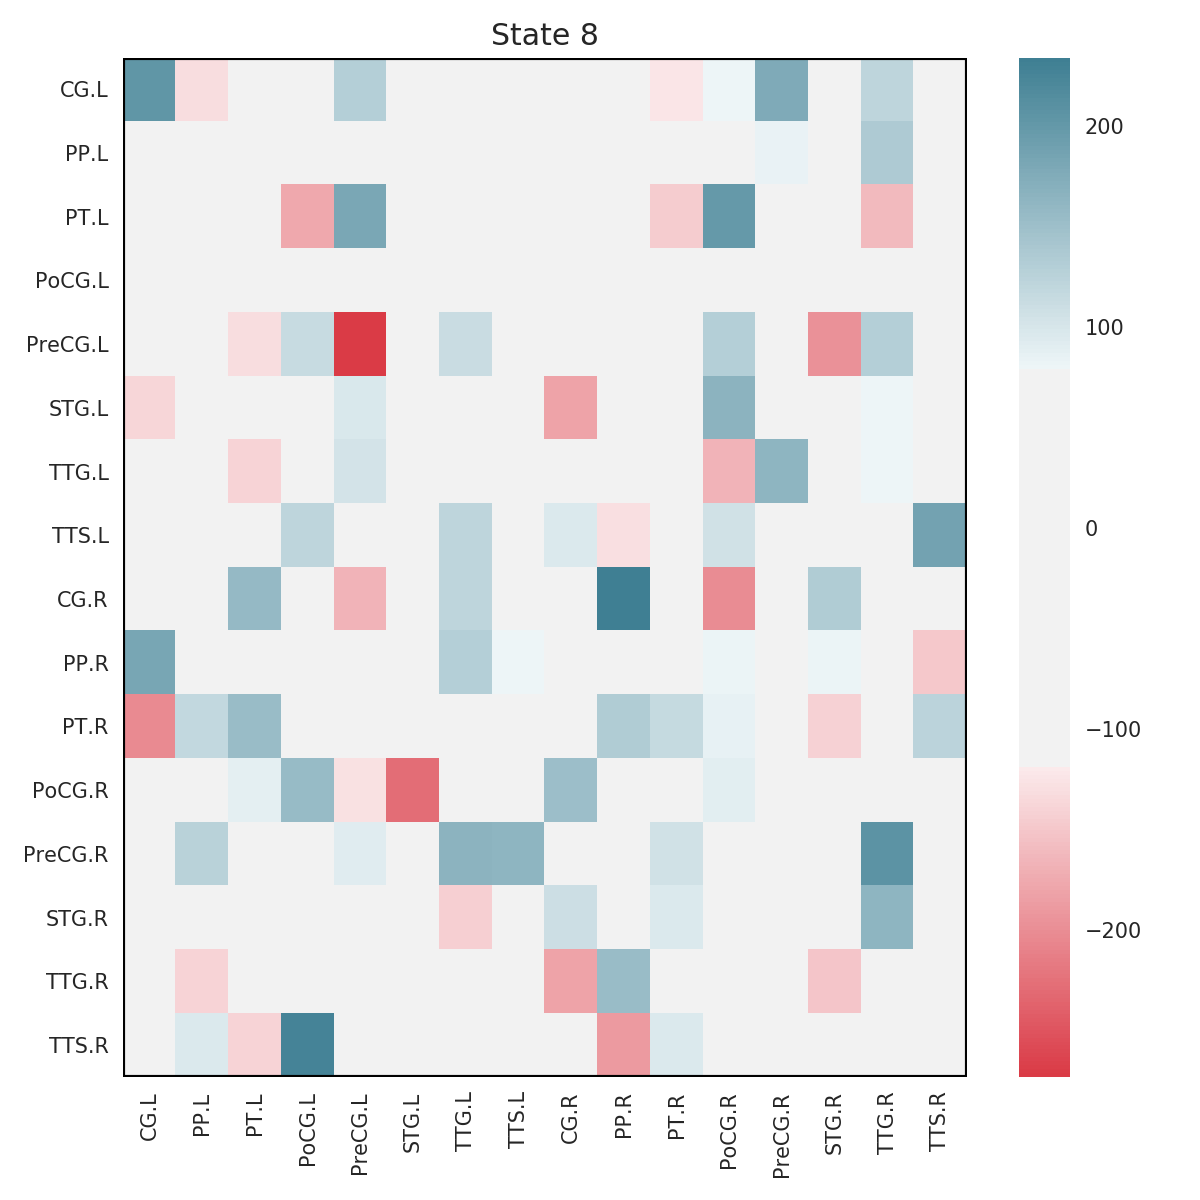 State 8
CG.L
PP.L
PT.L
PoCG.L
PreCG.L
STG.L
TTG.L
TTS.L
CG.R
PP.R
PT.R
PoCG.R
PreCG.R
STG.R
TTG.R
TTS.R
CG.L
PP.L
PT.L
PoCG.L
PreCG.L
STG.L
TTG.L
TTS.L
CG.R
PP.R
PT.R
PoCG.R
PreCG.R
STG.R
TTG.R
TTS.R
200
100
0
−100
−200